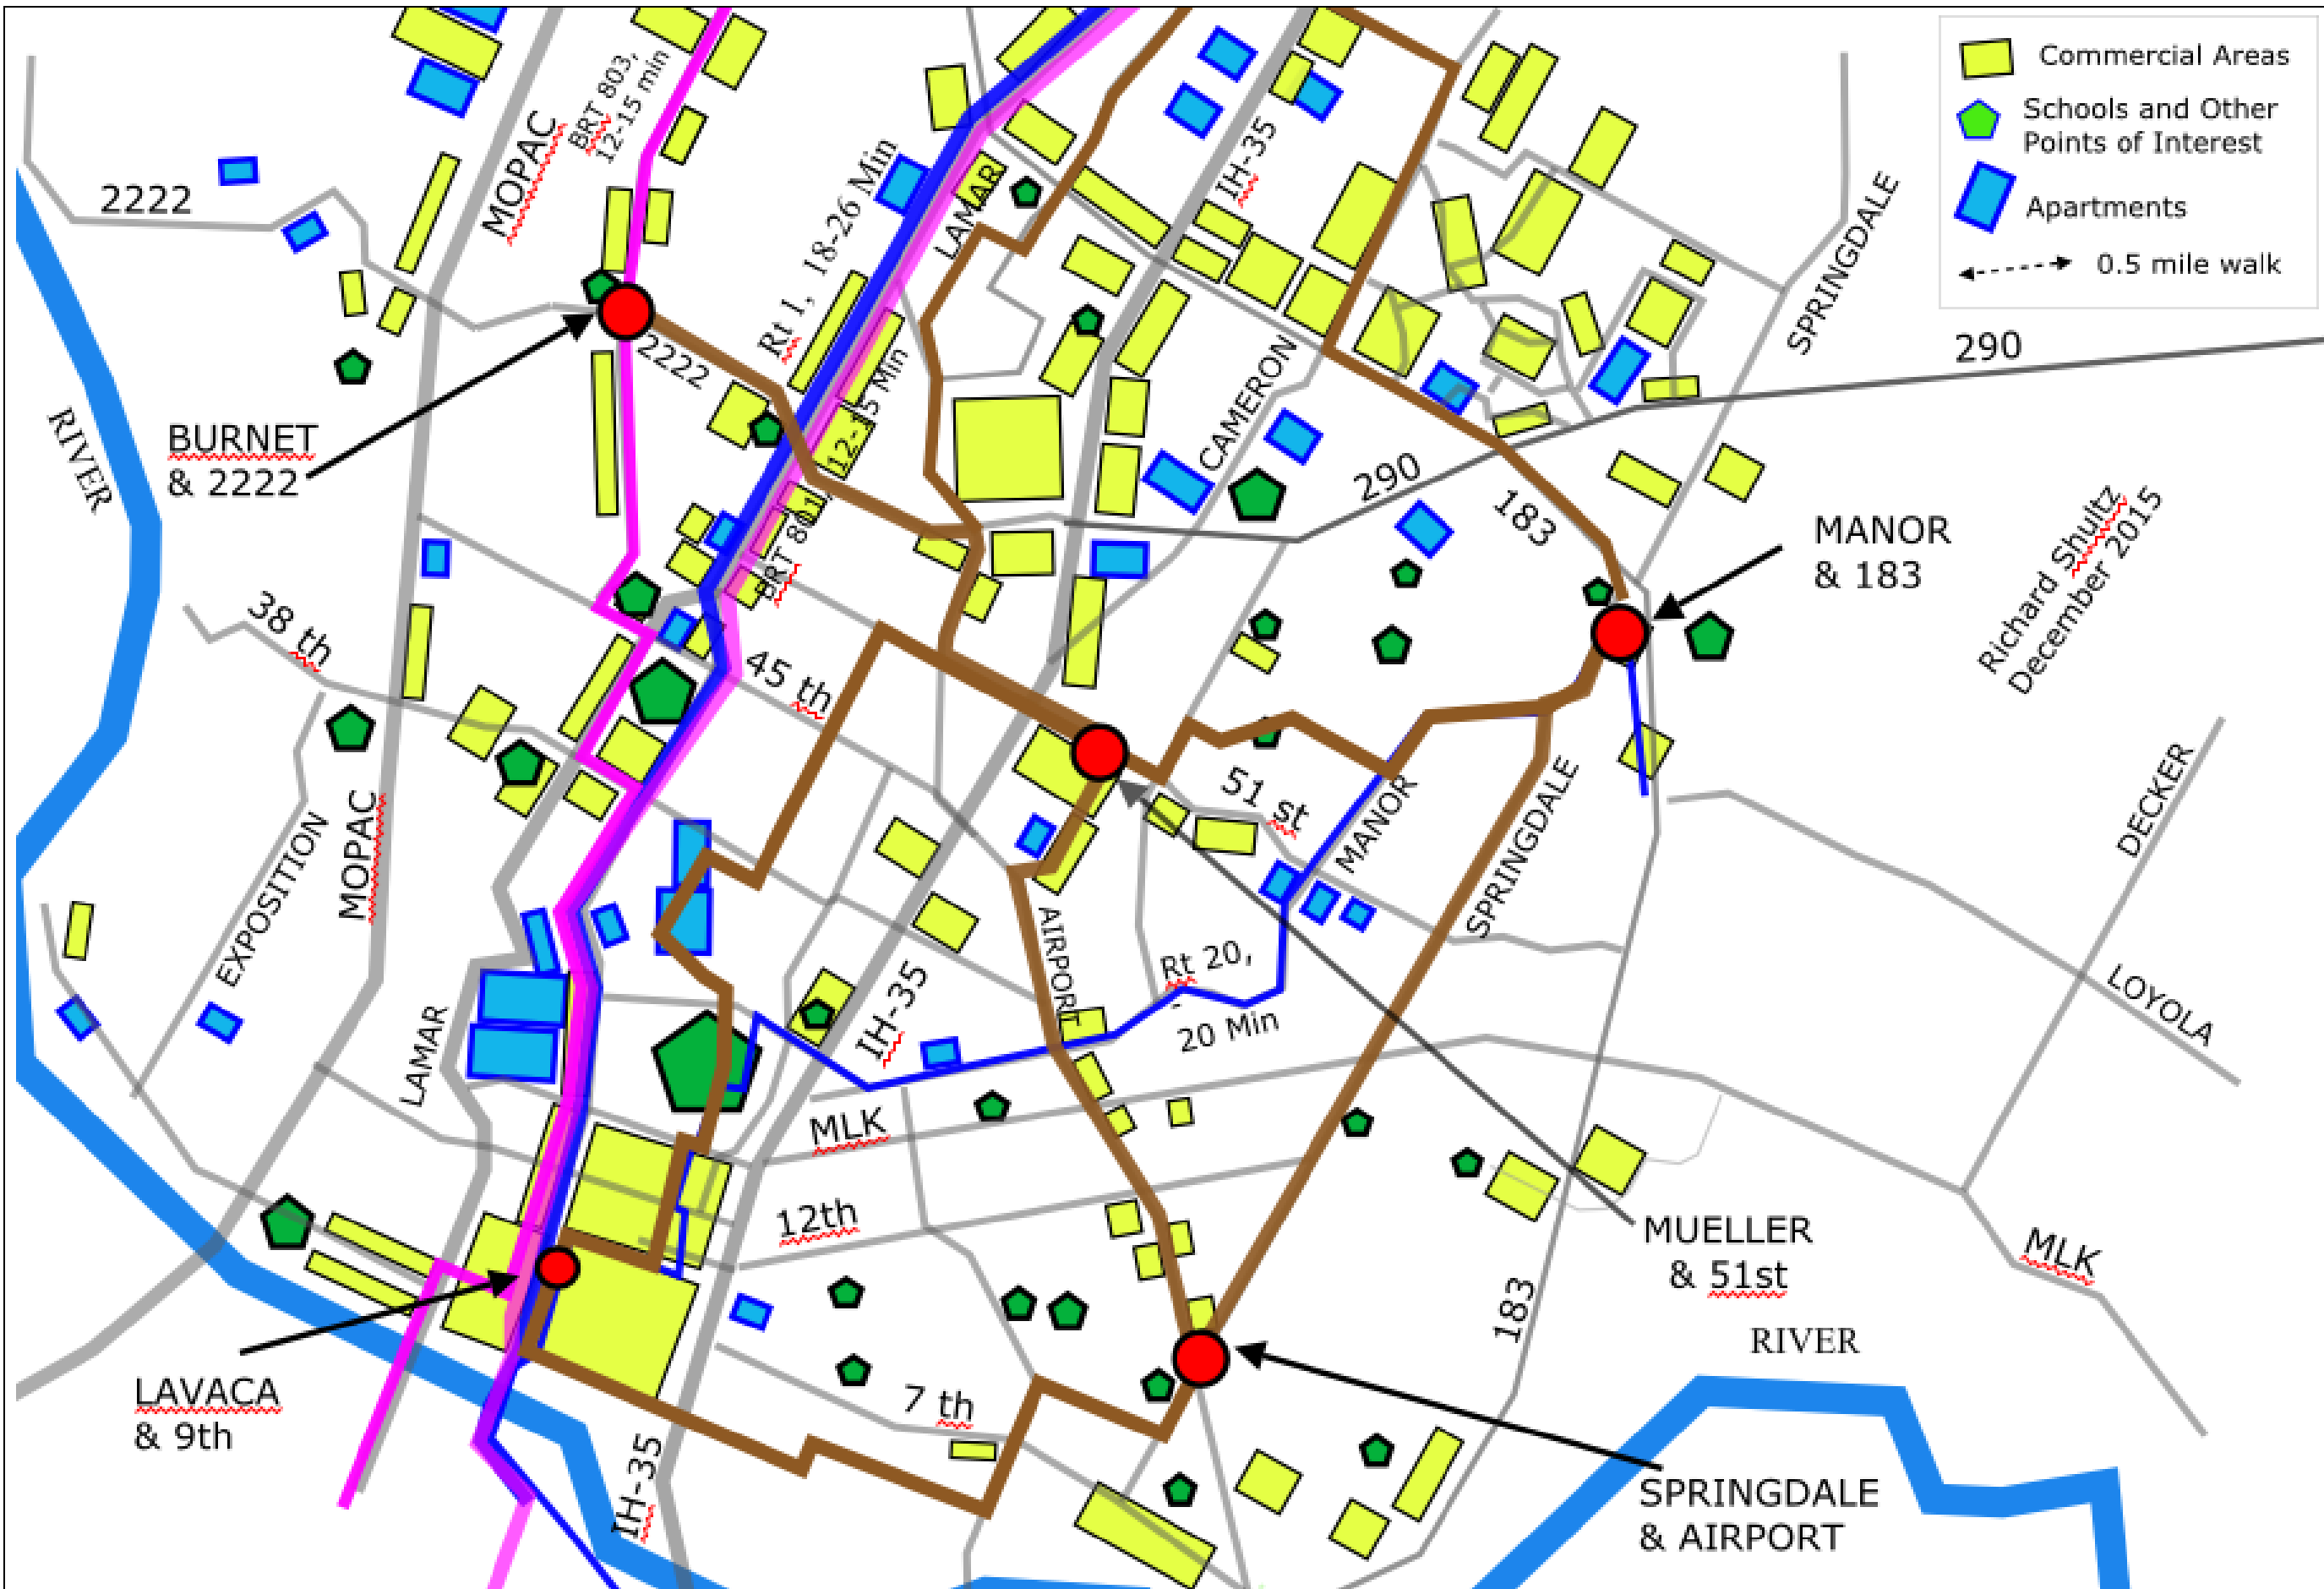 Commercial Areas
Schools and Other
Points of Interest
Apartments
0.5 mile walk
2222
MOPAC
BRT 803,
12-15 min
Rt 1, 18-26 Min
LAMAR
IH-35
SPRINGDALE
290
RIVER
BURNET
& 2222
2222
12-15 Min
BRT 801,
CAMERON
290
183
MANOR
& 183
Richard Shultz
December 2015
38 th
45 th
51 st
MANOR
SPRINGDALE
DECKER
EXPOSITION
MOPAC
AIRPORT
Rt 20,
20 Min
LOYOLA
LAMAR
IH-35
MLK
12th
MUELLER
& 51st
MLK
183
RIVER
LAVACA
& 9th
7 th
IH-35
SPRINGDALE
& AIRPORT